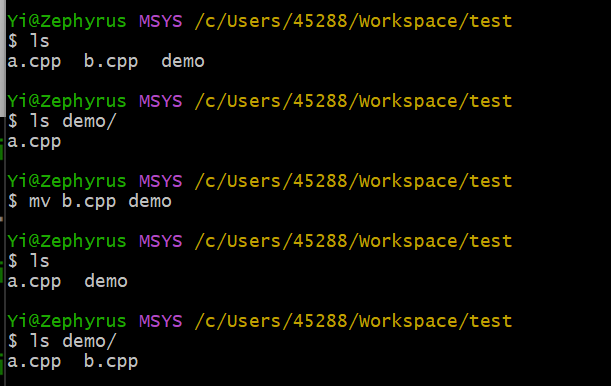 Yi@Zephyrus MSYS /c/Users/45288/Workspace/test
$ ls
a.cpp  b.cpp  demo
Yi@Zephyrus MSYS /c/Users/45288/Workspace/test
$ ls demo/
a.cpp
Yi@Zephyrus MSYS /c/Users/45288/Workspace/test
$ mv b.cpp demo
Yi@Zephyrus MSYS /c/Users/45288/Workspace/test
$ ls
a.cpp  demo
Yi@Zephyrus MSYS /c/Users/45288/Workspace/test
$ ls demo/
a.cpp  b.cpp